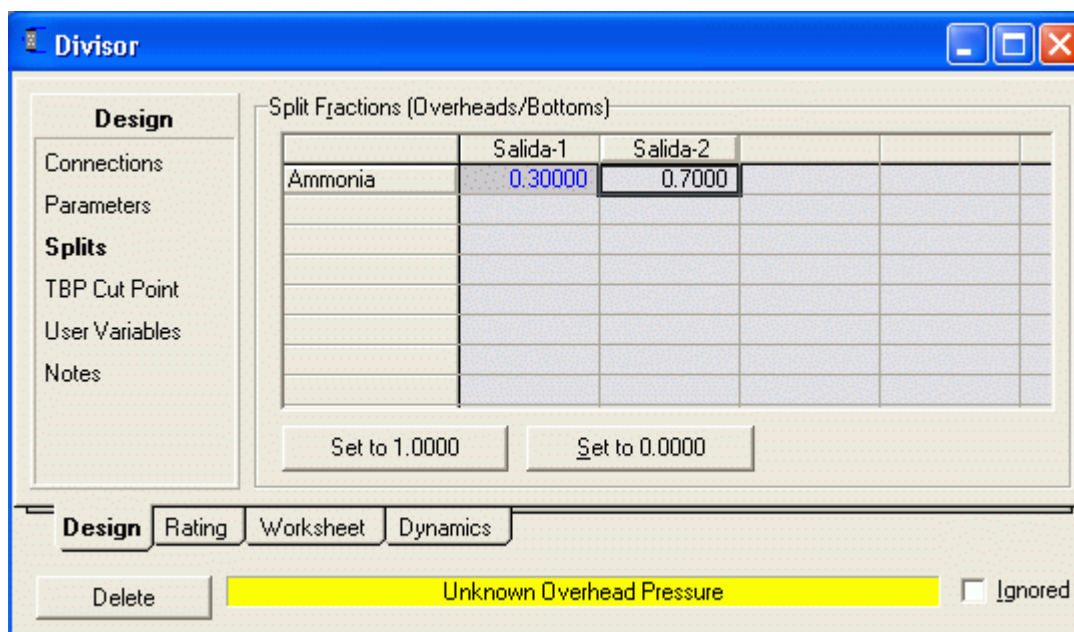 Divisor
Design
Connections
Parameters
Splits
TBP Cut Point
User Variables
Notes
Split Fractions (Overheads/Bottoms)
Salida-1 Salida-2
Ammonia 0.30000 0.7000
Set to 1.0000 Set to 0.0000
Design Rating Worksheet Dynamics
Delete Unknown Overhead Pressure Ignored